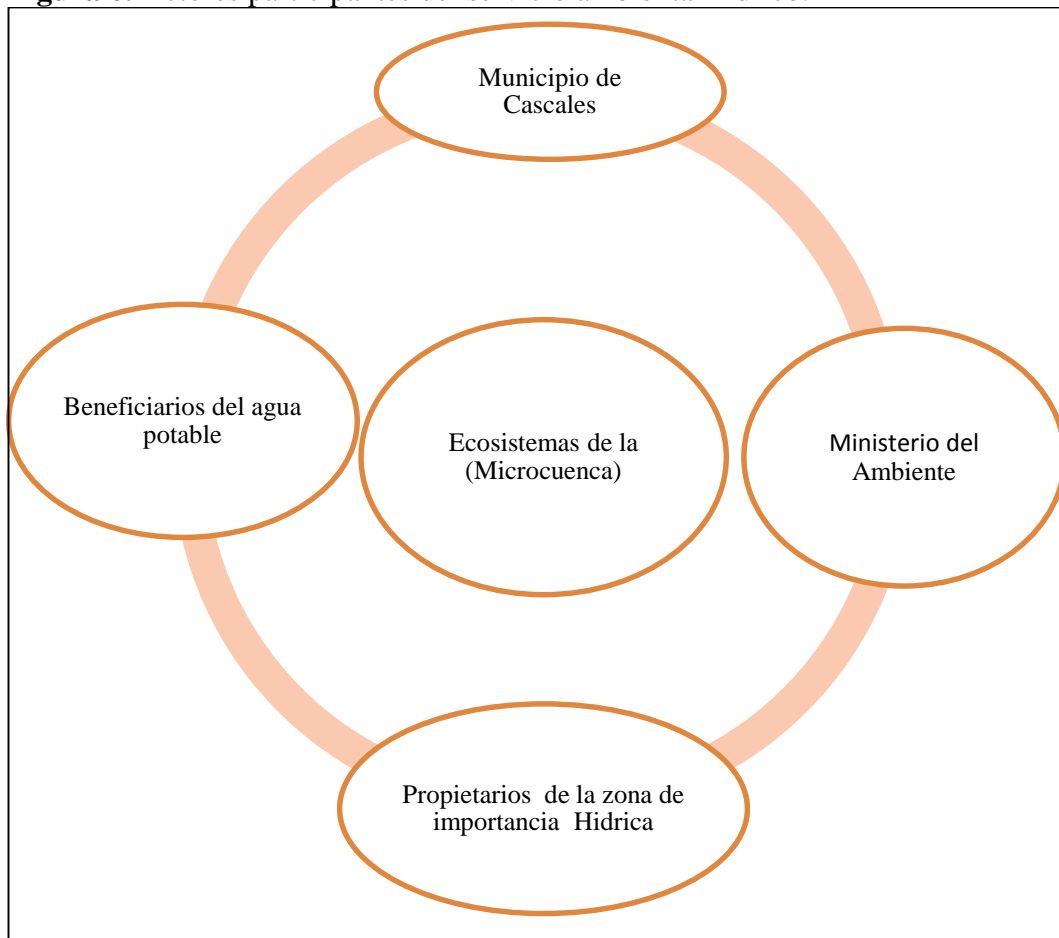 Municipio de
Cascales
Beneficiarios del agua
potable
Ecosistemas de la
(Microcuenca)
Ministerio del
Ambiente
Propietarios de la zona de
importancia Hidrica